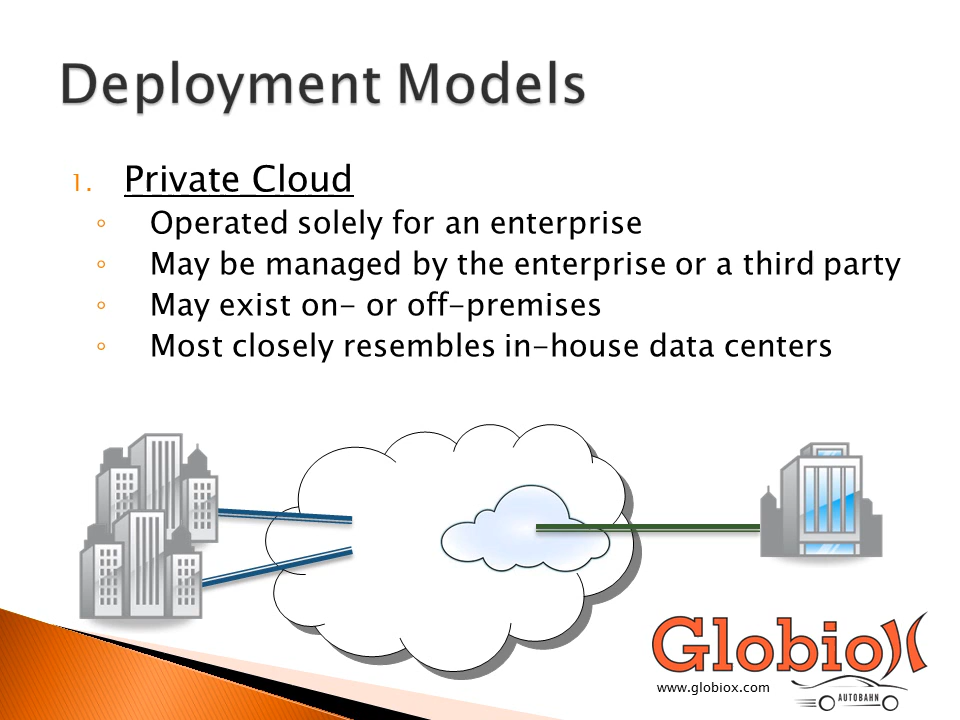 Deployment Models
1. Private Cloud
◦ Operated solely for an enterprise
◦ May be managed by the enterprise or a third party
◦ May exist on- or off-premises
◦ Most closely resembles in-house data centers
Globiox
www.globiox.com
AUTOBAHN